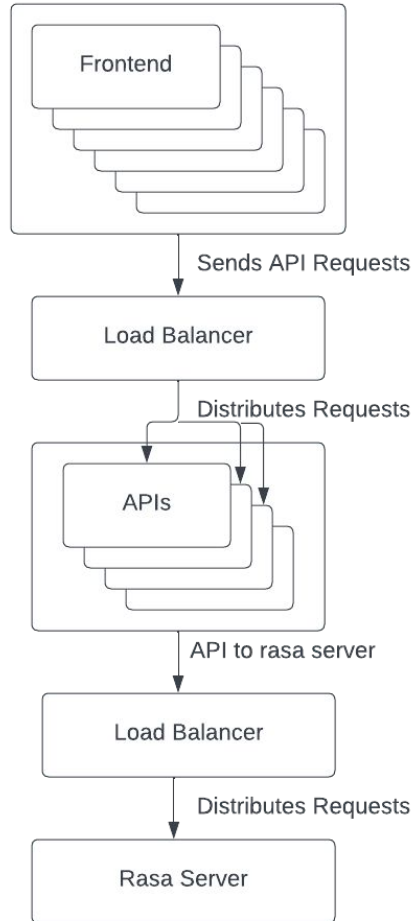 Frontend
Sends API Requests
Load Balancer
Distributes Requests
APIs
API to rasa server
Load Balancer
Distributes Requests
Rasa Server